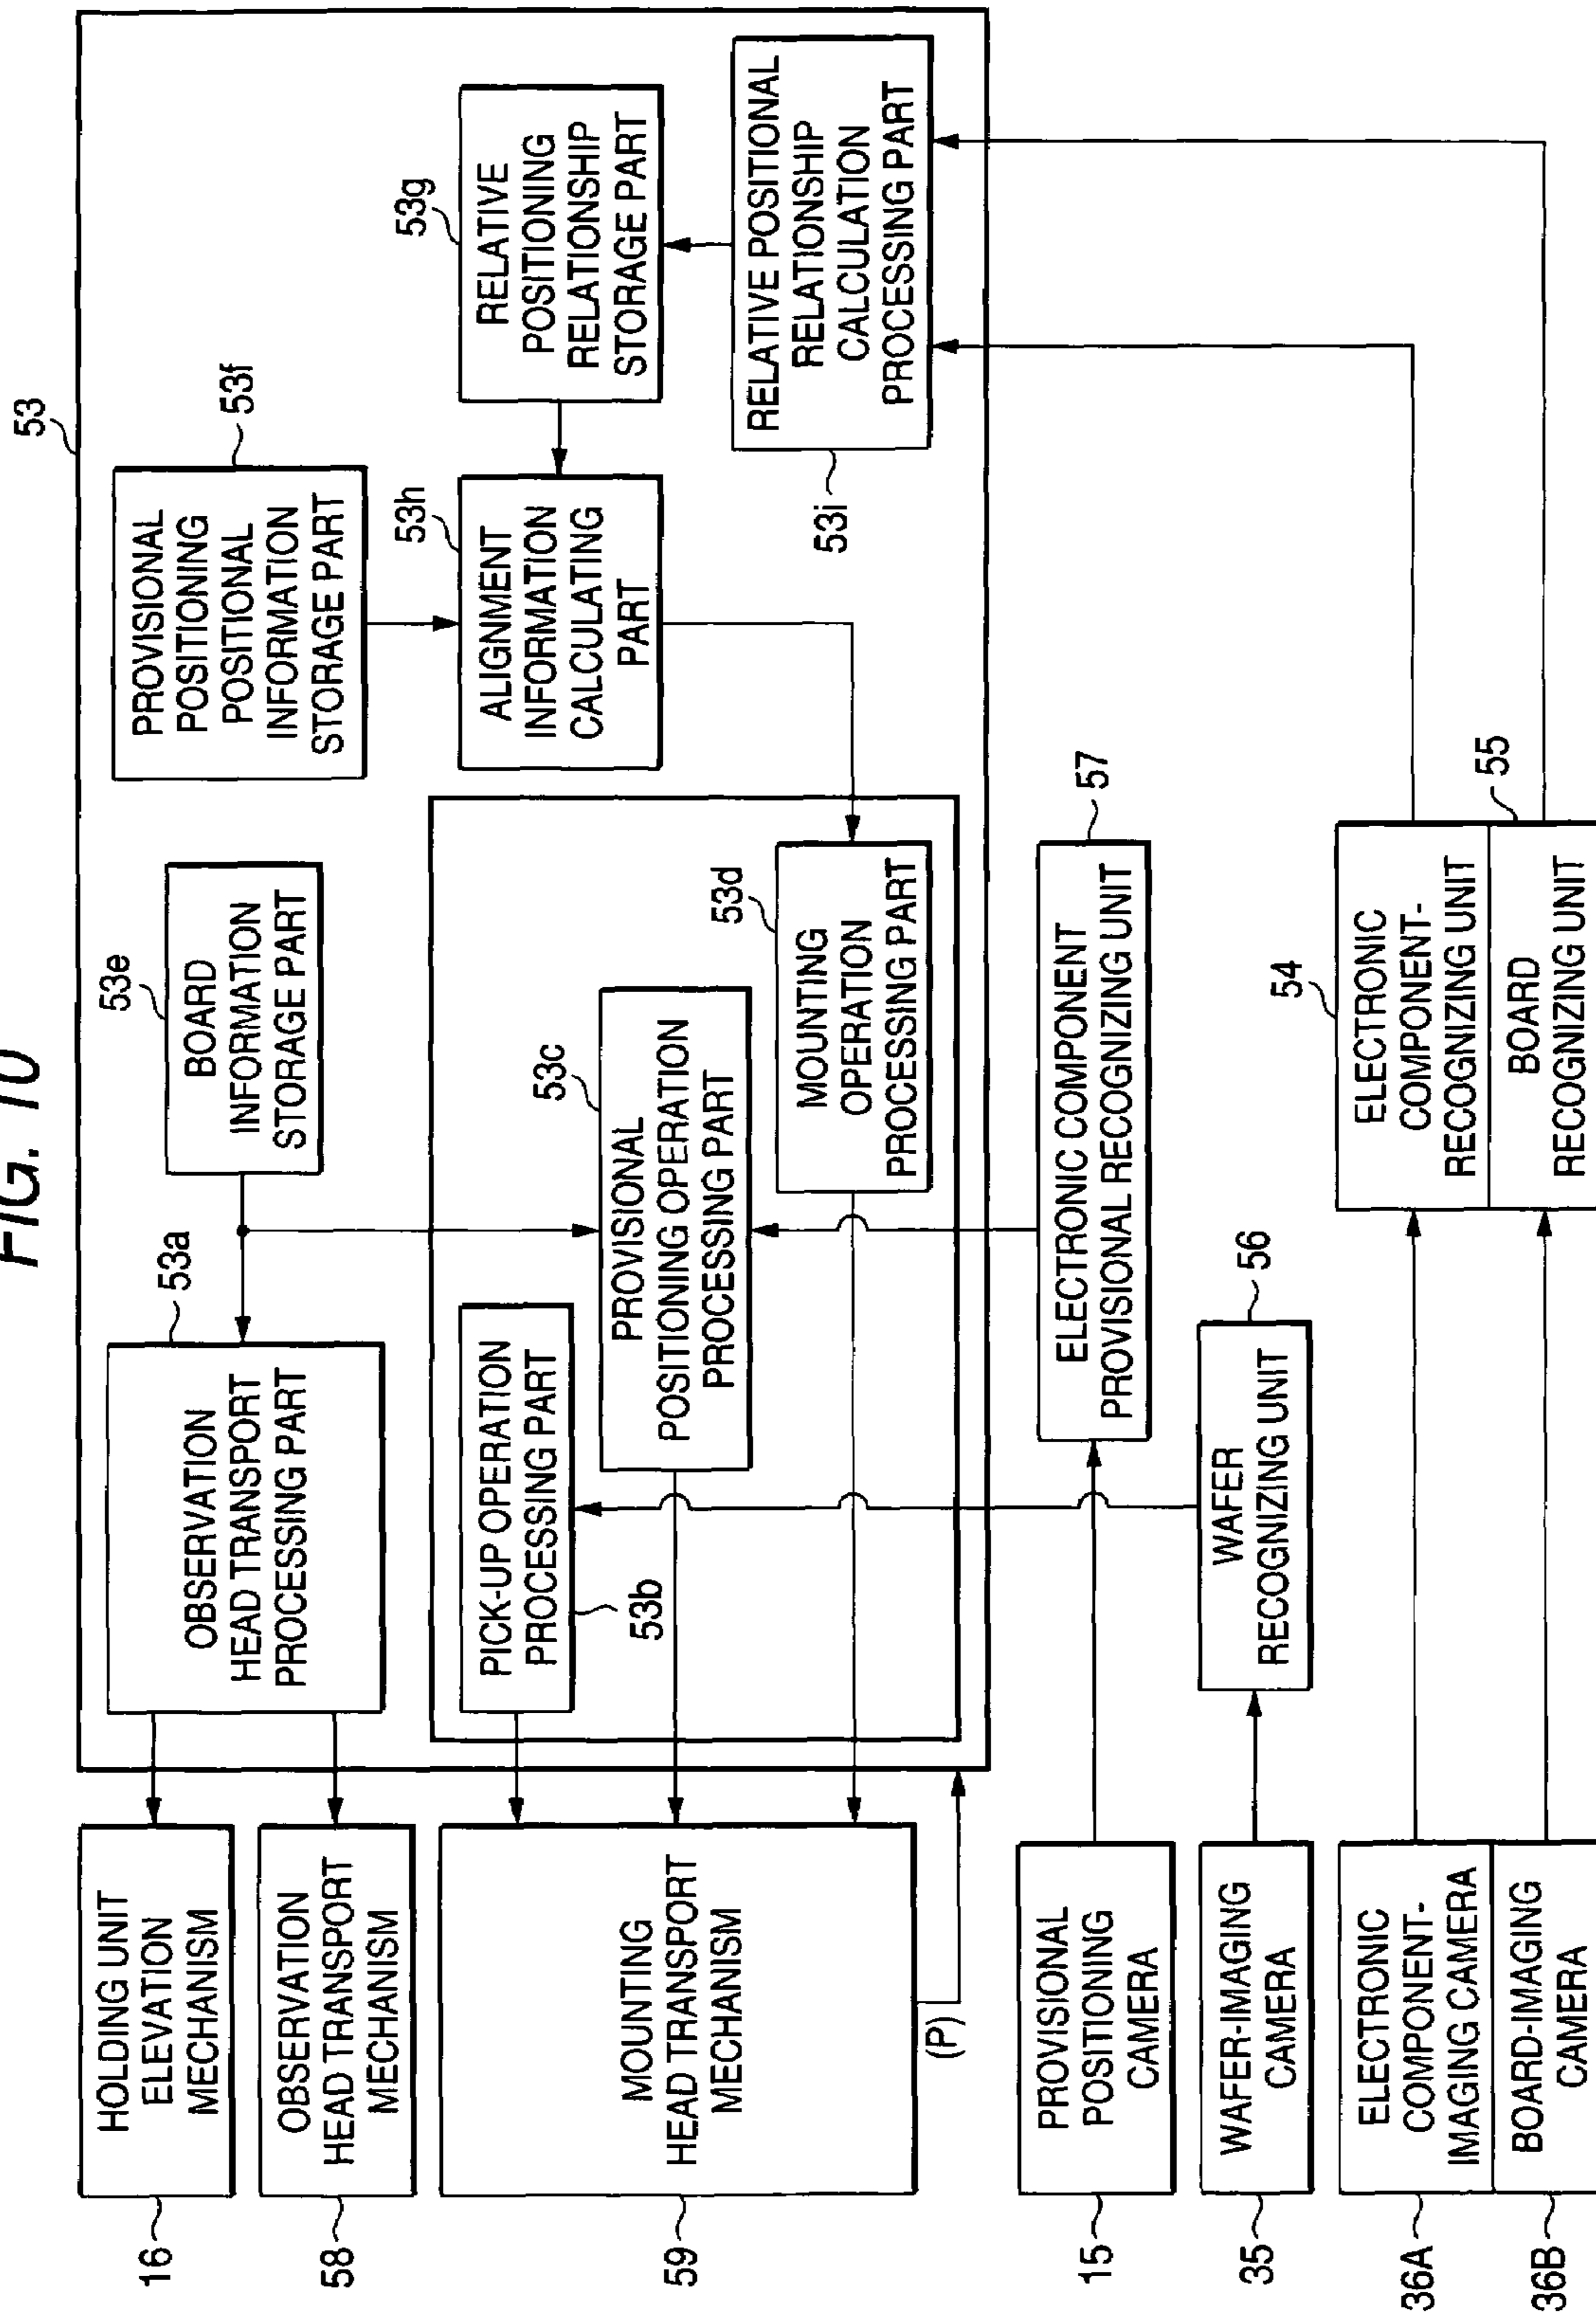 FIG. 10
53
53e
BOARD
INFORMATION
STORAGE PART
53f
PROVISIONAL
POSITIONING
POSITIONAL
INFORMATION
STORAGE PART
53a
OBSERVATION
HEAD TRANSPORT
PROCESSING PART
16
HOLDING UNIT
ELEVATION
MECHANISM
58
OBSERVATION
HEAD TRANSPORT
MECHANISM
53g
RELATIVE
POSITIONING
RELATIONSHIP
STORAGE PART
53h
ALIGNMENT
INFORMATION
CALCULATING
PART
PICK-UP OPERATION
PROCESSING PART
53b
53c
PROVISIONAL
POSITIONING OPERATION
PROCESSING PART
53d
MOUNTING
OPERATION
PROCESSING PART
RELATIVE POSITIONAL
RELATIONSHIP
CALCULATION
PROCESSING PART
53i
59
MOUNTING
HEAD TRANSPORT
MECHANISM
(P)
15
PROVISIONAL
POSITIONING
CAMERA
57
ELECTRONIC COMPONENT
PROVISIONAL RECOGNIZING UNIT
35
WAFER-IMAGING
CAMERA
56
WAFER
RECOGNIZING UNIT
36A
ELECTRONIC
COMPONENT-
IMAGING CAMERA
54
ELECTRONIC
COMPONENT-
RECOGNIZING UNIT
36B
BOARD-IMAGING
CAMERA
55
BOARD
RECOGNIZING UNIT